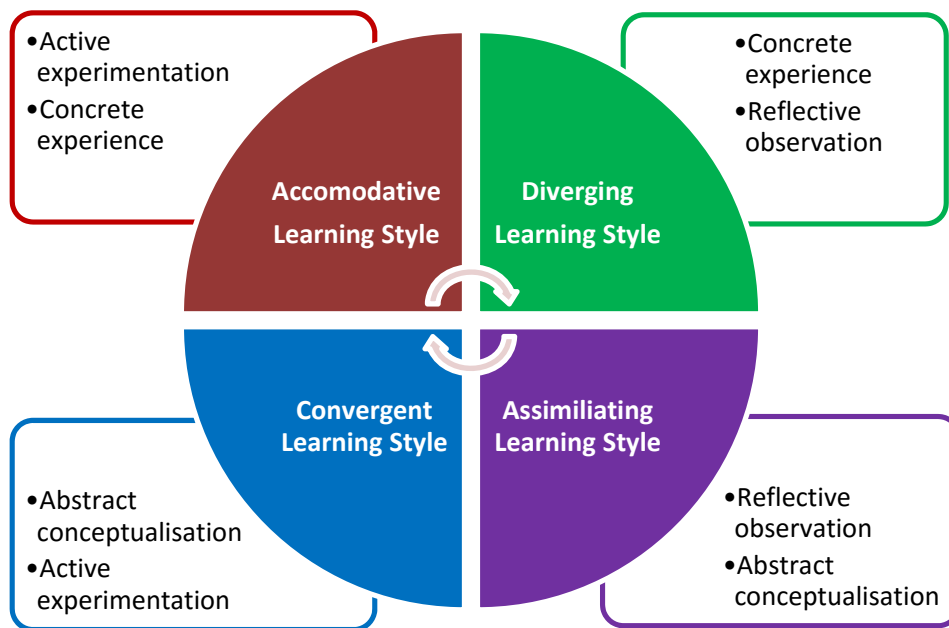 •Active
experimentation
•Concrete
experience
•Concrete
experience
•Reflective
observation
Accomodative
Learning Style
Diverging
Learning Style
Convergent
Learning Style
Assimiliating
Learning Style
•Abstract
conceptualisation
•Active
experimentation
•Reflective
observation
•Abstract
conceptualisation